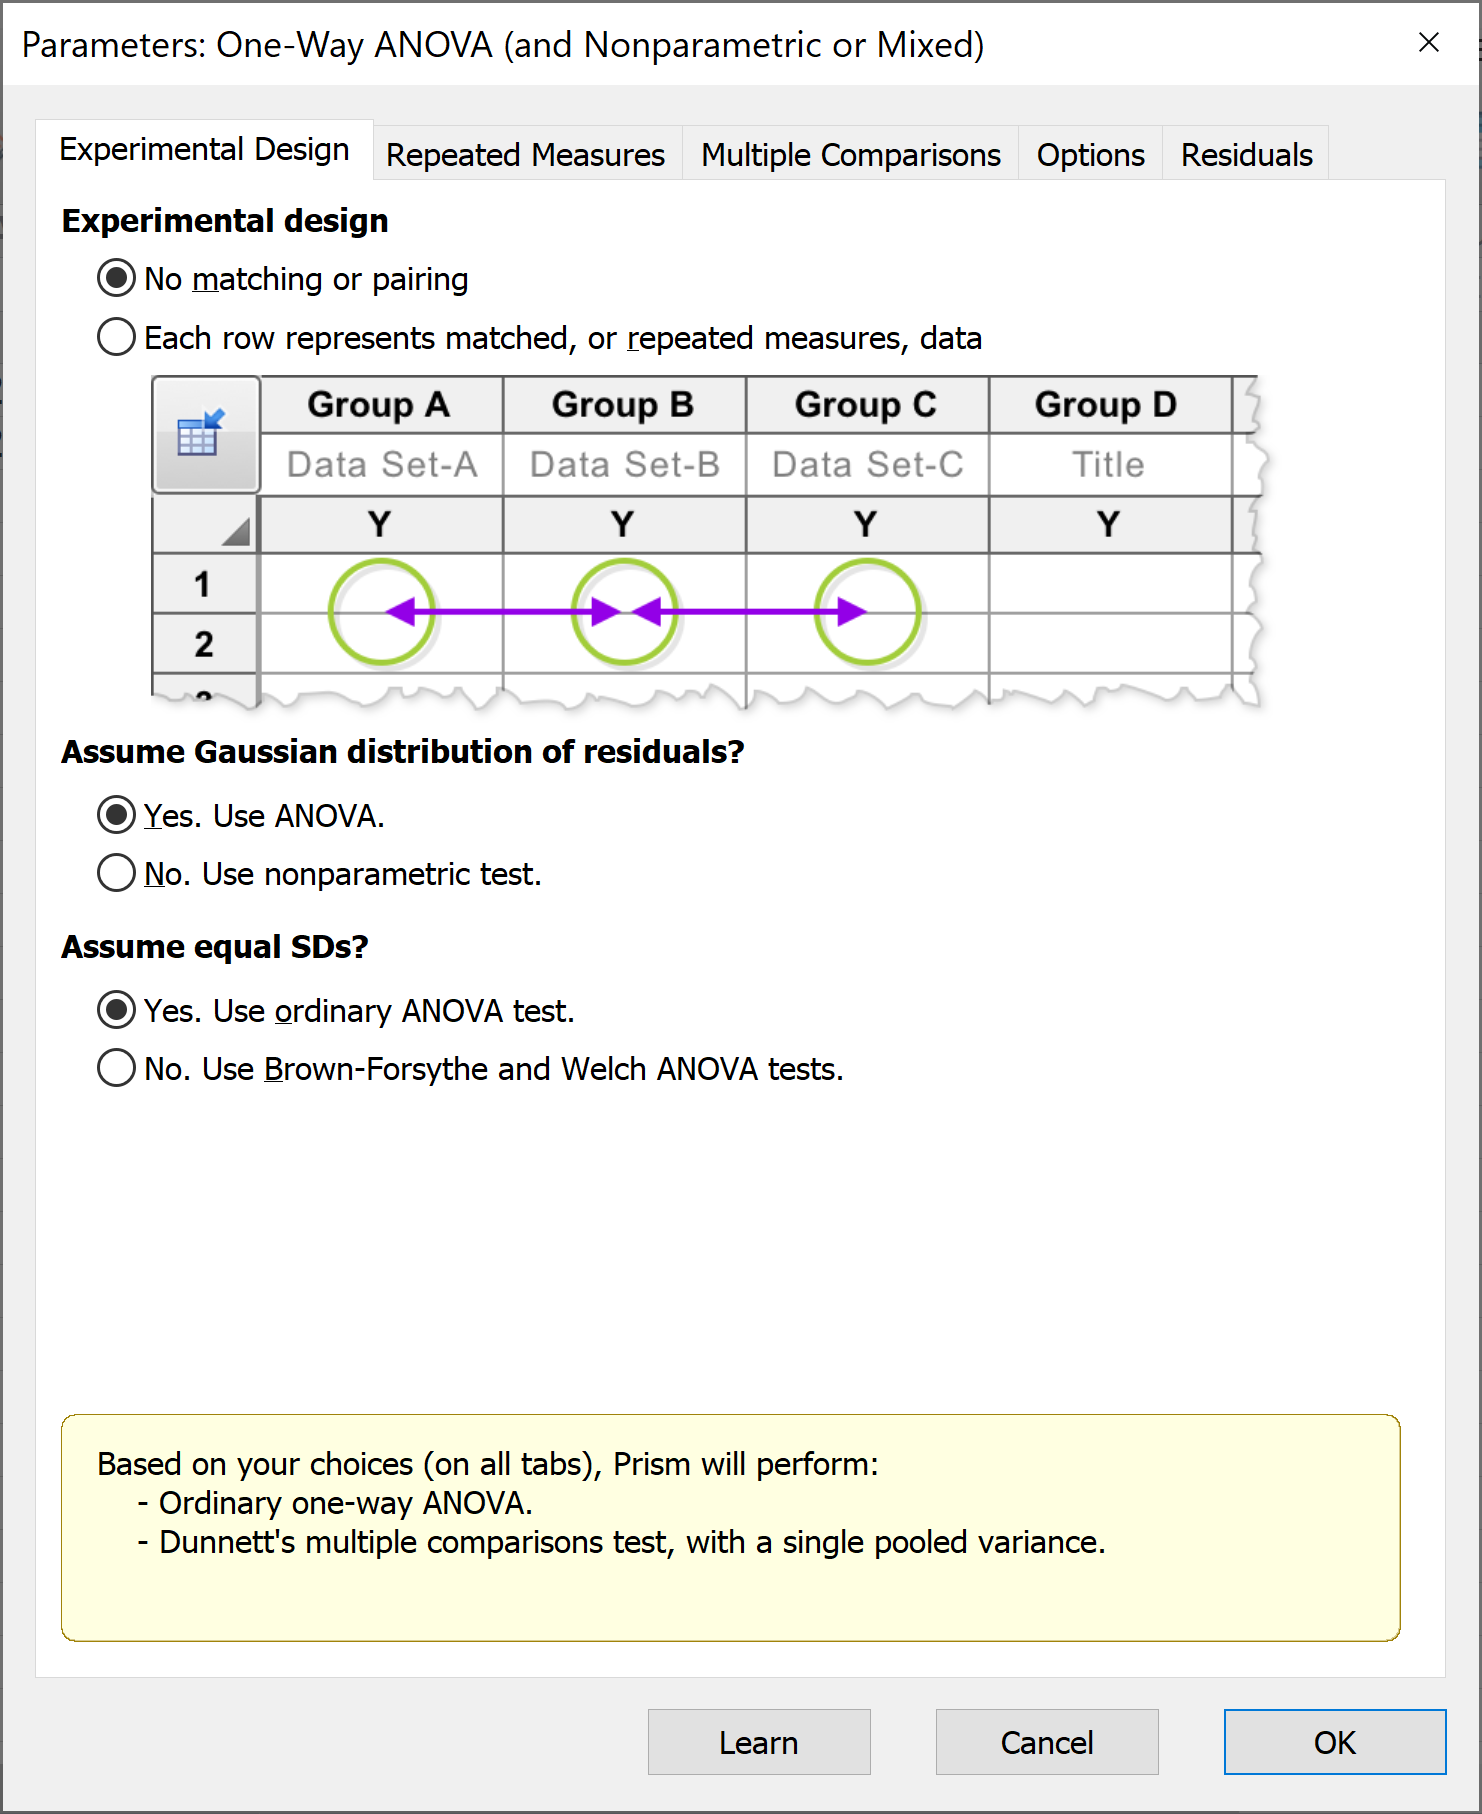 Parameters: One-Way ANOVA (and Nonparametric or Mixed)
Experimental Design Repeated Measures Multiple Comparisons Options Residuals
Experimental design
No matching or pairing
Each row represents matched, or repeated measures, data
Group A Group B Group C Group D
Data Set-A Data Set-B Data Set-C Title
Y Y Y Y
1
2
Assume Gaussian distribution of residuals?
Yes. Use ANOVA.
No. Use nonparametric test.
Assume equal SDs?
Yes. Use ordinary ANOVA test.
No. Use Brown-Forsythe and Welch ANOVA tests.
Based on your choices (on all tabs), Prism will perform:
- Ordinary one-way ANOVA.
- Dunnett's multiple comparisons test, with a single pooled variance.
Learn Cancel OK